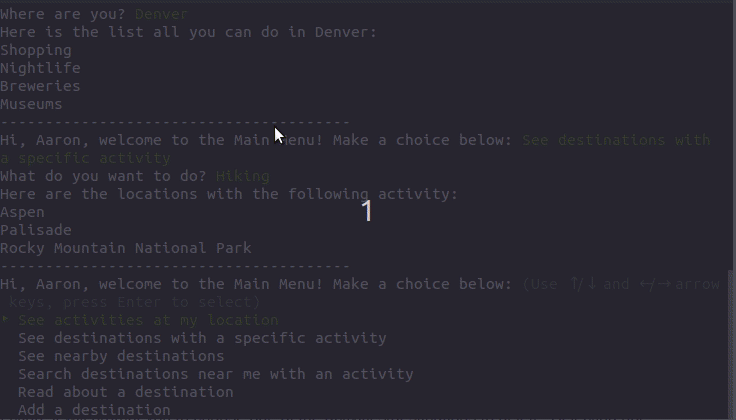 Where are you? Denver
Here is the list all you can do in Denver:
Shopping
Nightlife
Breweries
Museums
---------------------------------------
Hi, Aaron, welcome to the Main Menu! Make a choice below: See destinations with
a specific activity
What do you want to do? Hiking
Here are the locations with the following activity:
1
Aspen
Palisade
Rocky Mountain National Park
---------------------------------------
Hi, Aaron, welcome to the Main Menu! Make a choice below: (Use ↑/↓ and ←/→ arrow
keys, press Enter to select)
‣ See activities at my location
See destinations with a specific activity
See nearby destinations
Search destinations near me with an activity
Read about a destination
Add a destination